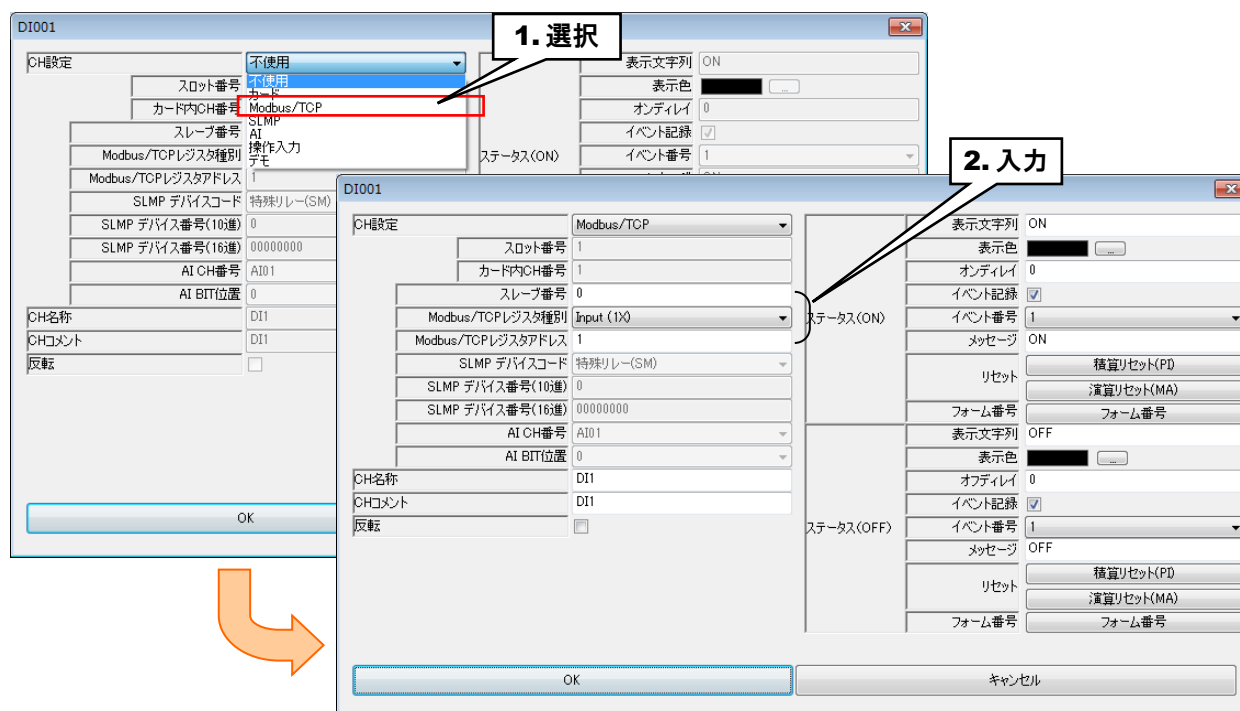 DI001
1. 選択
CH設定 不使用
不使用
カード
Modbus/TCP
SLMP
AI
操作入力
デモ
スロット番号
カード内CH番号
スレーブ番号
Modbus/TCPレジスタ種別
Modbus/TCPレジスタアドレス 1
SLMP デバイスコード 特殊リレー(SM)
SLMP デバイス番号(10進) 0
SLMP デバイス番号(16進) 00000000
AI CH番号 AI01
AI BIT位置 0
CH名称 DI1
CHコメント DI1
反転
ステータス(ON)
表示文字列 ON
表示色 ...
オンディレイ 0
イベント記録
イベント番号 1
OK
2. 入力
DI001
CH設定 Modbus/TCP
スロット番号 1
カード内CH番号 1
スレーブ番号 0
Modbus/TCPレジスタ種別 Input (1X)
Modbus/TCPレジスタアドレス 1
SLMP デバイスコード 特殊リレー(SM)
SLMP デバイス番号(10進) 0
SLMP デバイス番号(16進) 00000000
AI CH番号 AI01
AI BIT位置 0
CH名称 DI1
CHコメント DI1
反転
ステータス(ON)
表示文字列 ON
表示色 ...
オンディレイ 0
イベント記録
イベント番号 1
メッセージ ON
リセット 積算リセット(PI)
演算リセット(MA)
フォーム番号 フォーム番号
ステータス(OFF)
表示文字列 OFF
表示色 ...
オフディレイ 0
イベント記録
イベント番号 1
メッセージ OFF
リセット 積算リセット(PI)
演算リセット(MA)
フォーム番号 フォーム番号
OK キャンセル